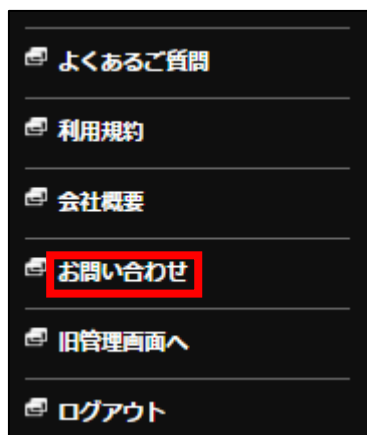 よくあるご質問
利用規約
会社概要
お問い合わせ
旧管理画面へ
ログアウト